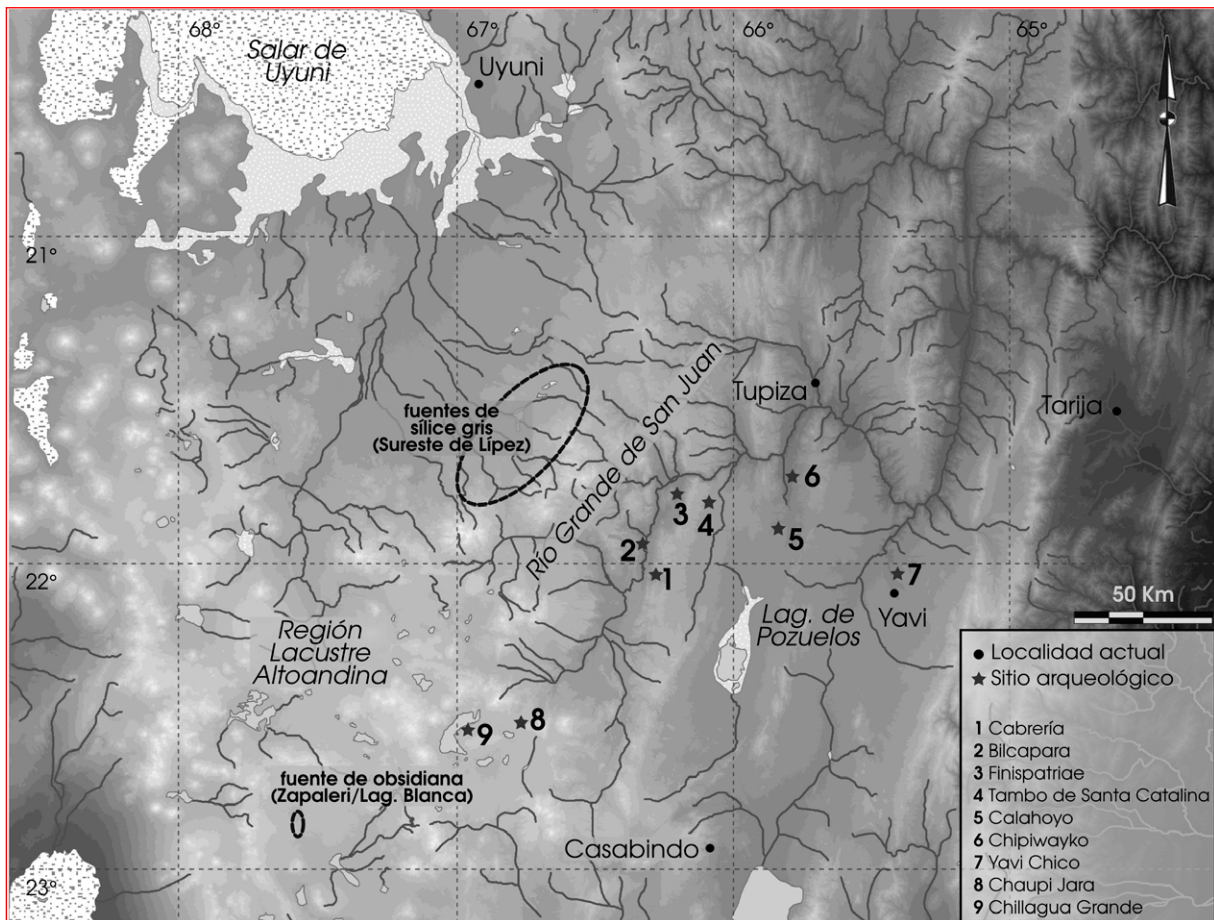 68°
67°
66°
65°
Salar de
Uyuni
Uyuni
21°
fuentes de
sílice gris
(Sureste de Lípez)
Río Grande de San Juan
Tupiza
Tarija
6
3
4
5
2
1
7
22°
Yavi
50 Km
Lag. de
Pozuelos
Región
Lacustre
Altoandina
8
9
fuente de obsidiana
(Zapaleri/Lag. Blanca)
Casabindo
23°
Localidad actual
Sitio arqueológico
1 Cabrería
2 Bilcapara
3 Finispatriae
4 Tambo de Santa Catalina
5 Calahoyo
6 Chipiwayko
7 Yavi Chico
8 Chaupi Jara
9 Chillagua Grande